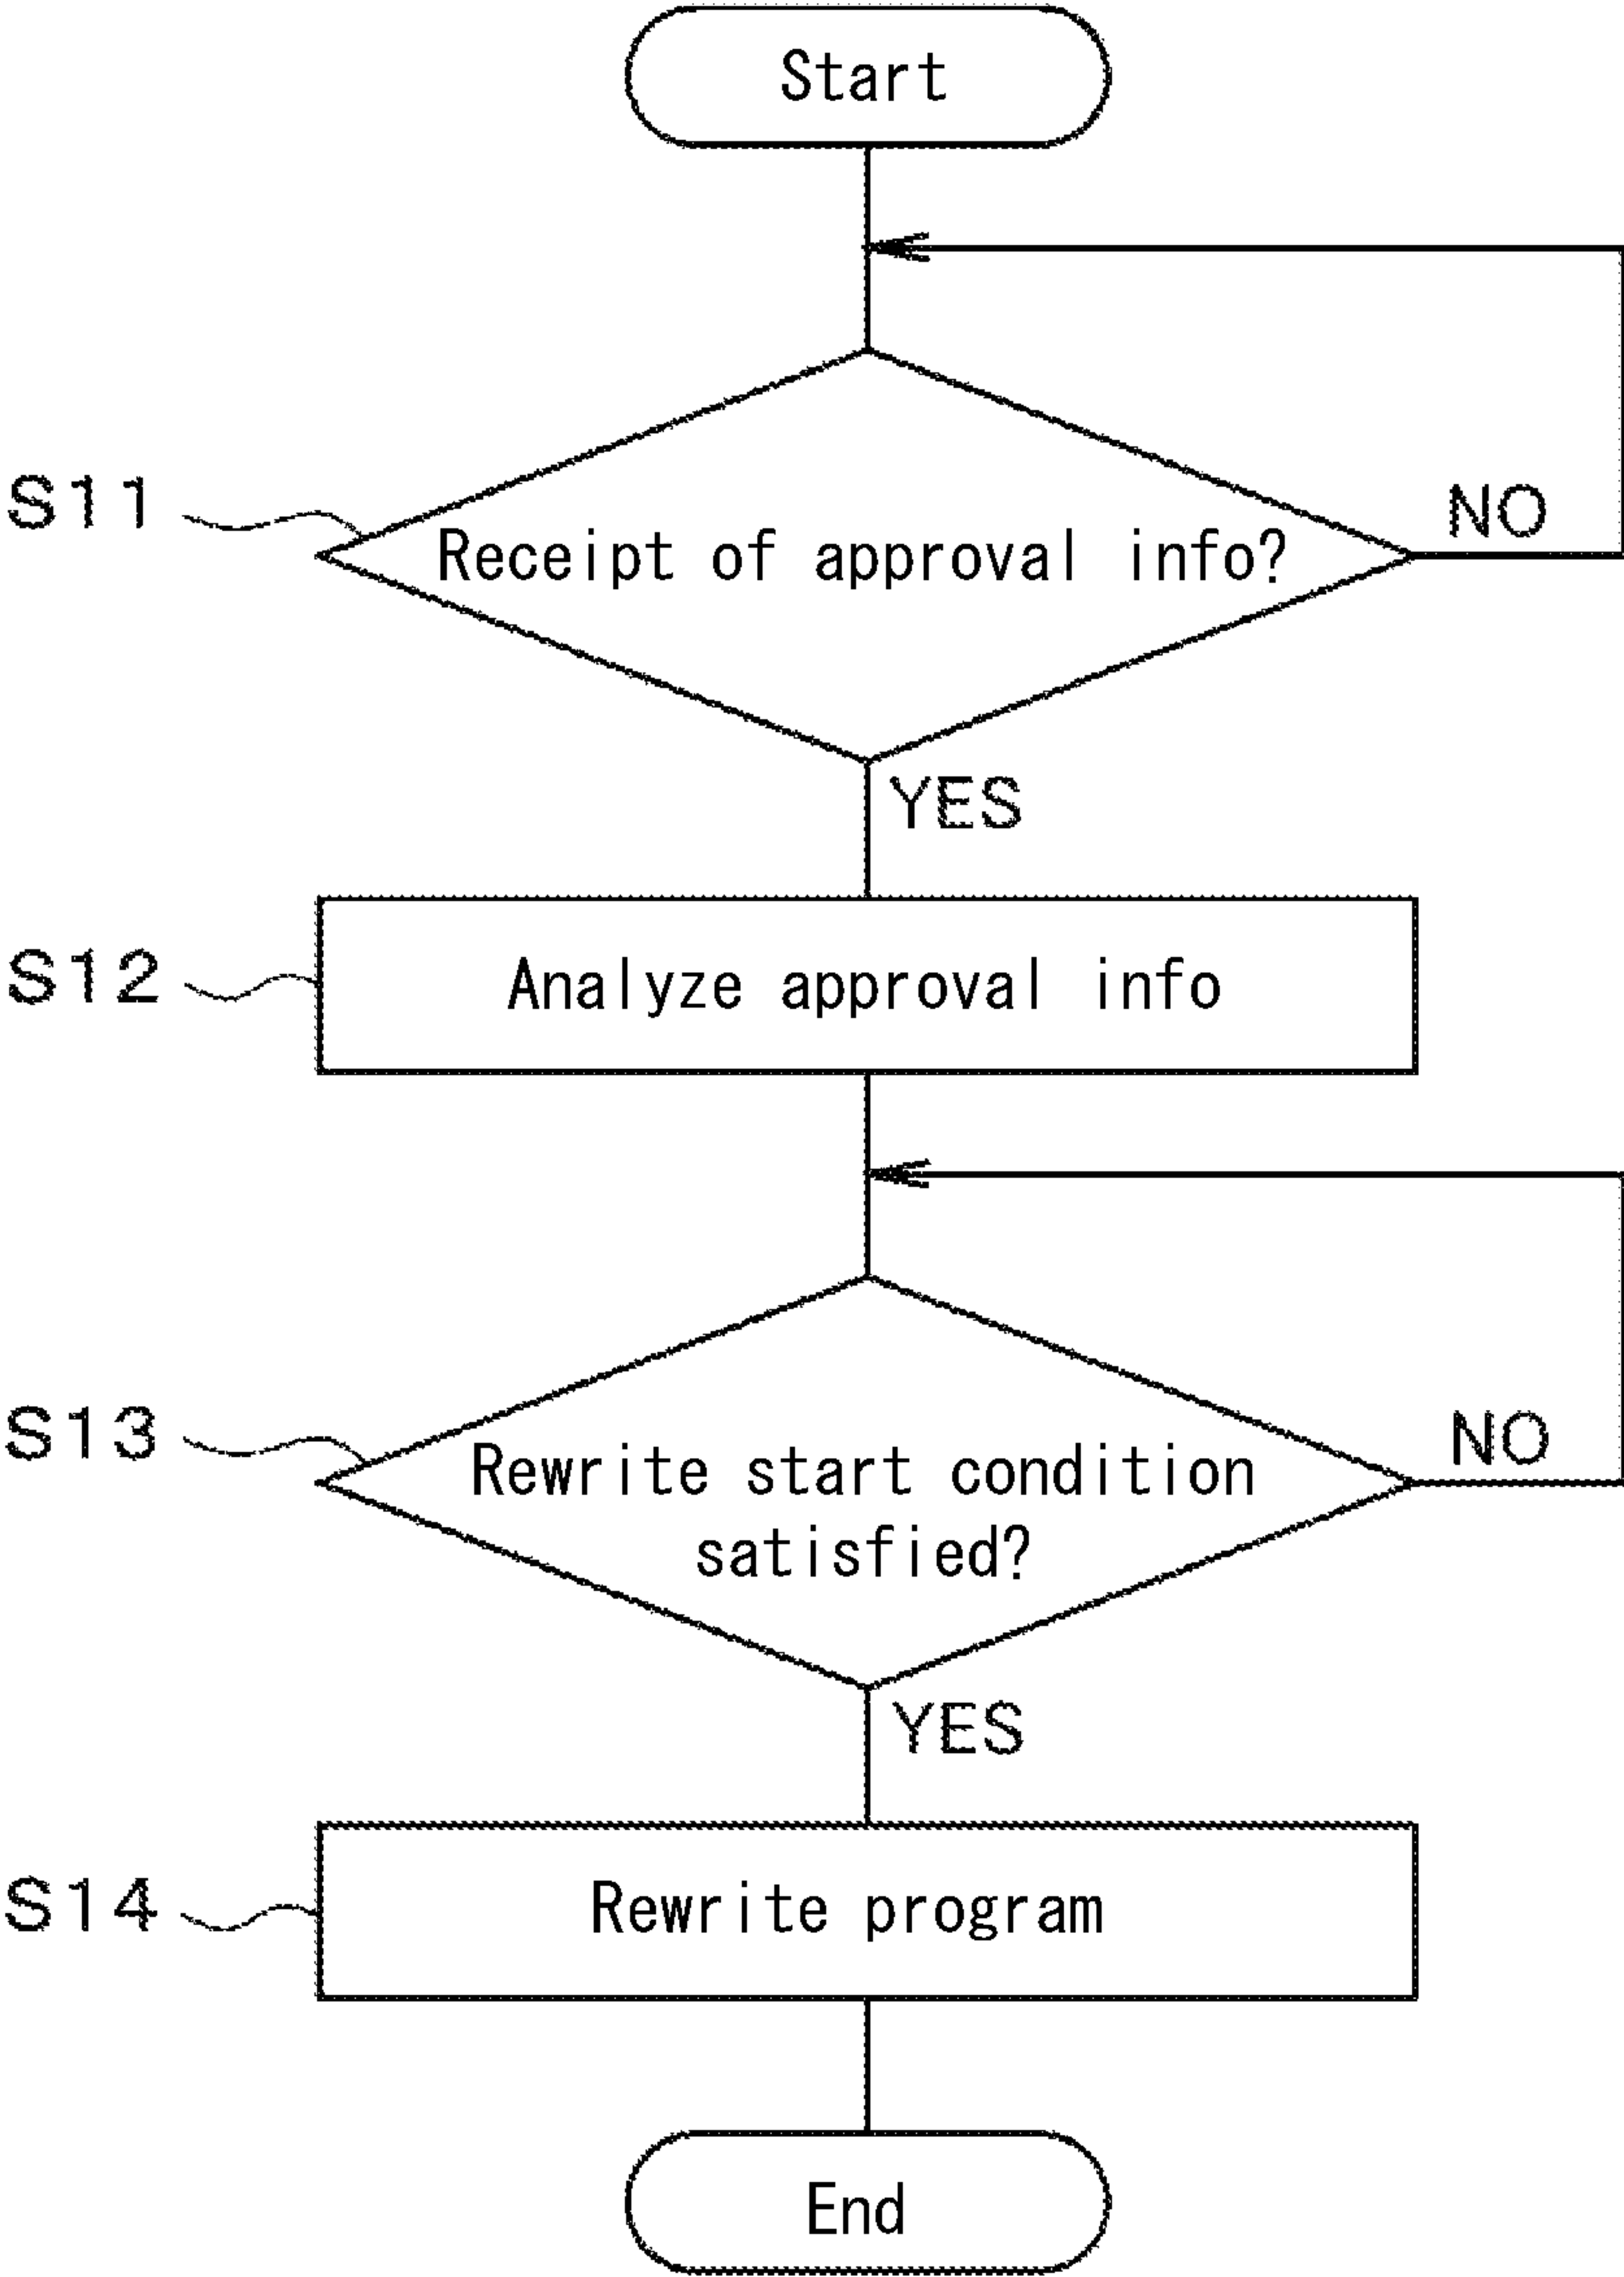 Start
S11
Receipt of approval info?
NO
YES
S12
Analyze approval info
S13
Rewrite start condition
satisfied?
NO
YES
S14
Rewrite program
End